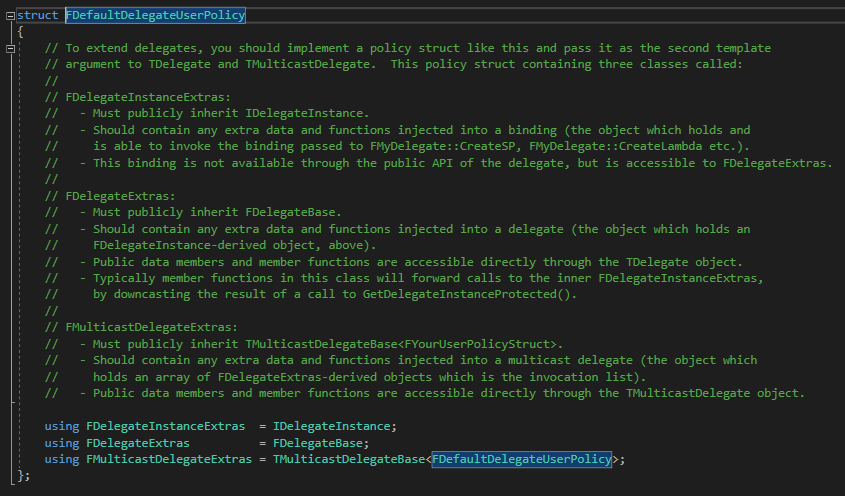 struct FDefaultDelegateUserPolicy
{
// To extend delegates, you should implement a policy struct like this and pass it as the second template
// argument to TDelegate and TMulticastDelegate.  This policy struct containing three classes called:
//
// FDelegateInstanceExtras:
//   - Must publicly inherit IDelegateInstance.
//   - Should contain any extra data and functions injected into a binding (the object which holds and
//     is able to invoke the binding passed to FMyDelegate::CreateSP, FMyDelegate::CreateLambda etc.).
//   - This binding is not available through the public API of the delegate, but is accessible to FDelegateExtras.
//
// FDelegateExtras:
//   - Must publicly inherit FDelegateBase.
//   - Should contain any extra data and functions injected into a delegate (the object which holds an
//     FDelegateInstance-derived object, above).
//   - Public data members and member functions are accessible directly through the TDelegate object.
//   - Typically member functions in this class will forward calls to the inner FDelegateInstanceExtras,
//     by downcasting the result of a call to GetDelegateInstanceProtected().
//
// FMulticastDelegateExtras:
//   - Must publicly inherit TMulticastDelegateBase<FYourUserPolicyStruct>.
//   - Should contain any extra data and functions injected into a multicast delegate (the object which
//     holds an array of FDelegateExtras-derived objects which is the invocation list).
//   - Public data members and member functions are accessible directly through the TMulticastDelegate object.
using FDelegateInstanceExtras  = IDelegateInstance;
using FDelegateExtras          = FDelegateBase;
using FMulticastDelegateExtras = TMulticastDelegateBase<FDefaultDelegateUserPolicy>;
};